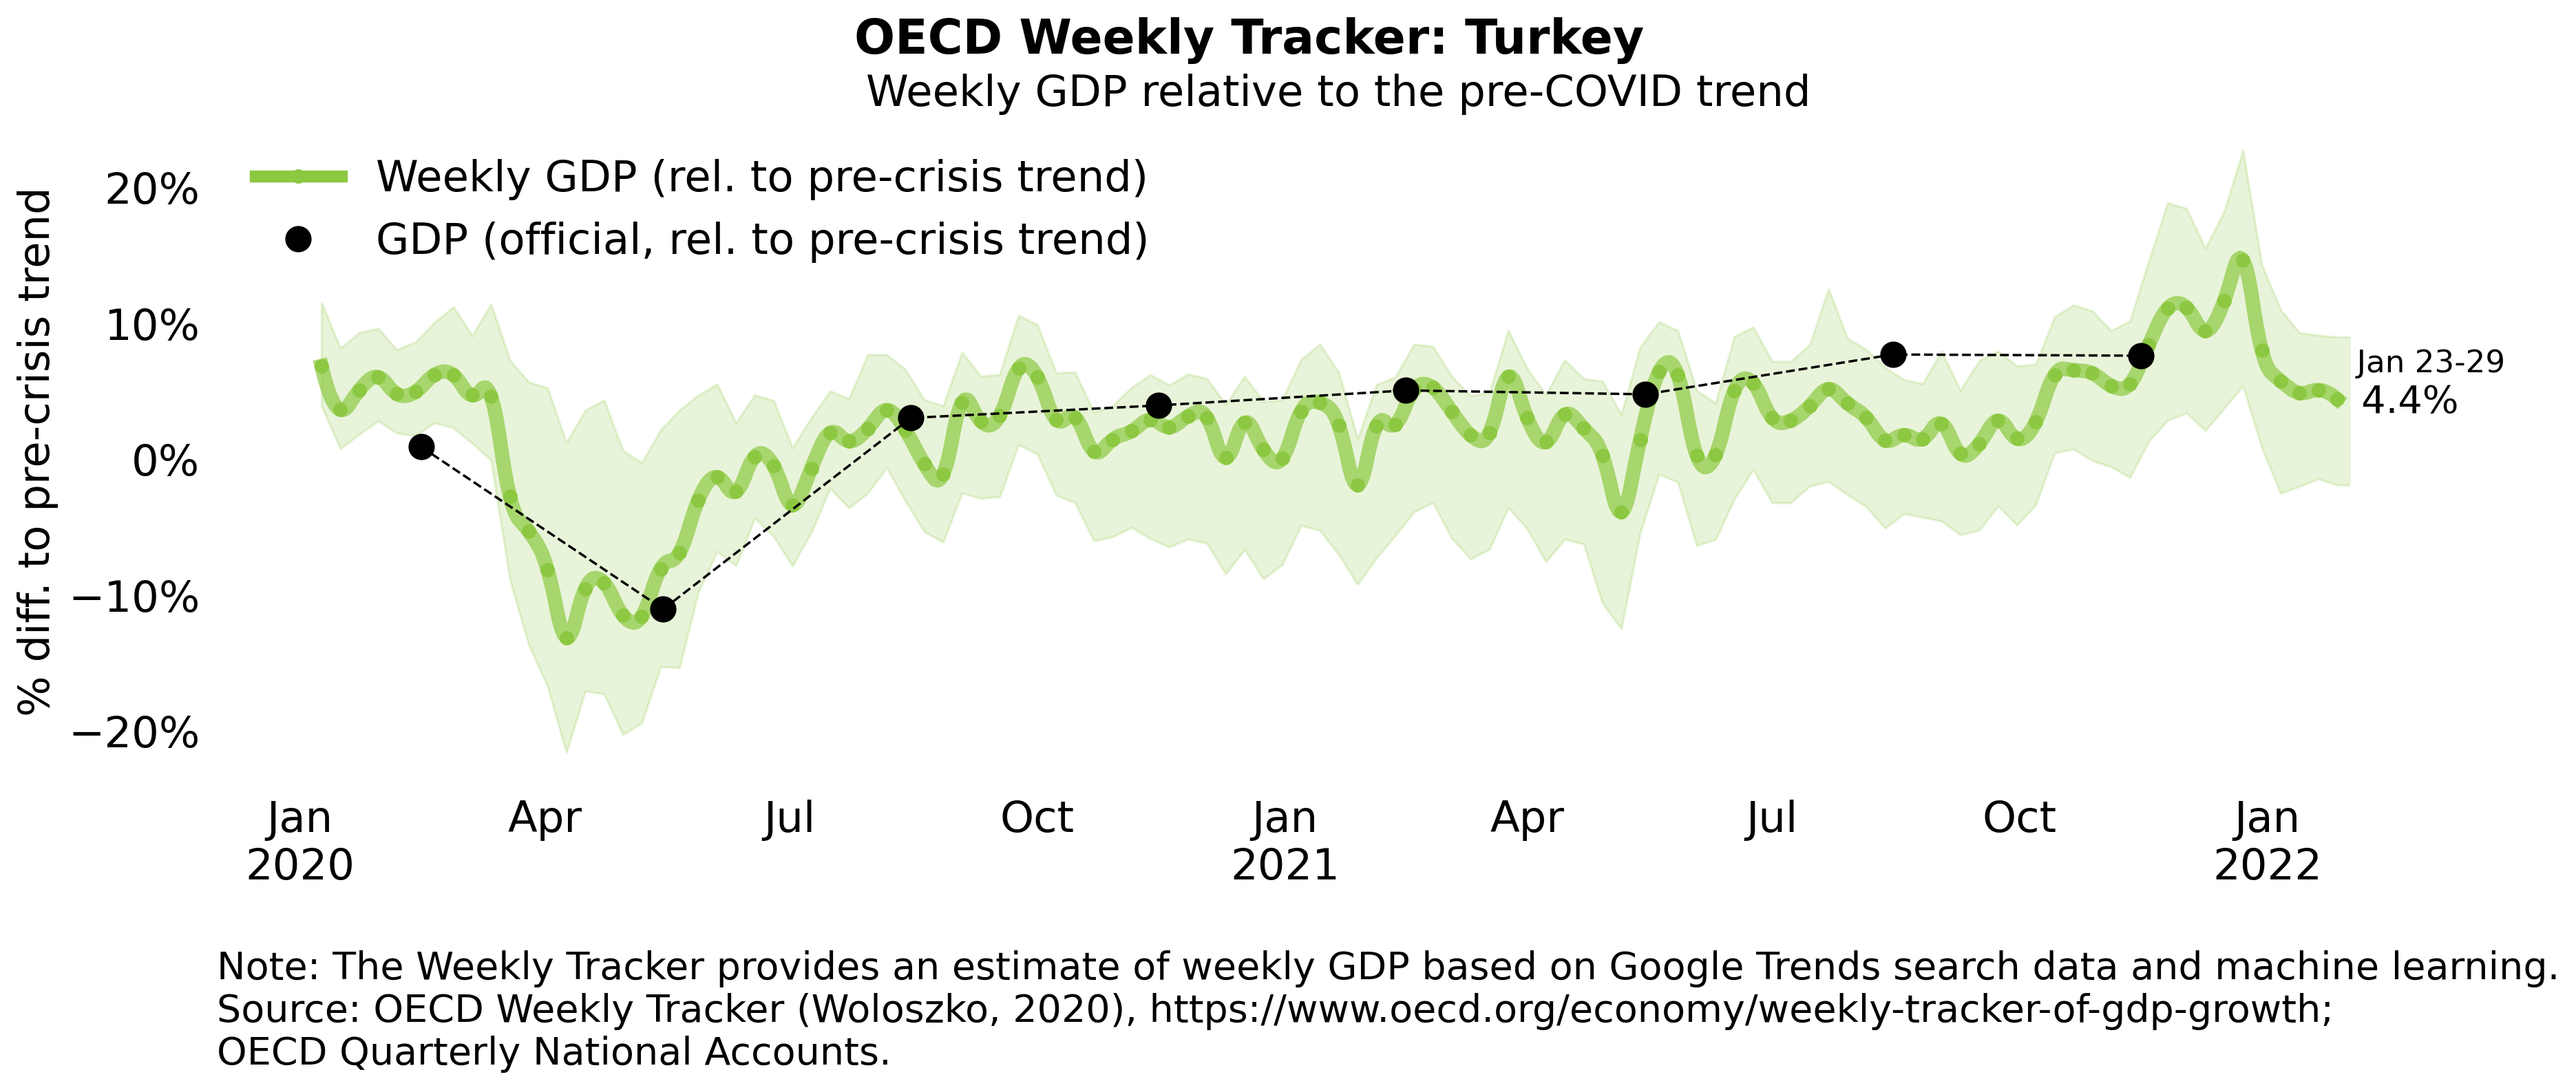 OECD Weekly Tracker: Turkey
Weekly GDP relative to the pre-COVID trend
Weekly GDP (rel. to pre-crisis trend)
GDP (official, rel. to pre-crisis trend)
% diff. to pre-crisis trend
20%
10%
0%
−10%
−20%
Jan 23-29
4.4%
Jan Apr Jul Oct Jan Apr Jul Oct Jan
2020 2021 2022
Note: The Weekly Tracker provides an estimate of weekly GDP based on Google Trends search data and machine learning.
Source: OECD Weekly Tracker (Woloszko, 2020), https://www.oecd.org/economy/weekly-tracker-of-gdp-growth;
OECD Quarterly National Accounts.